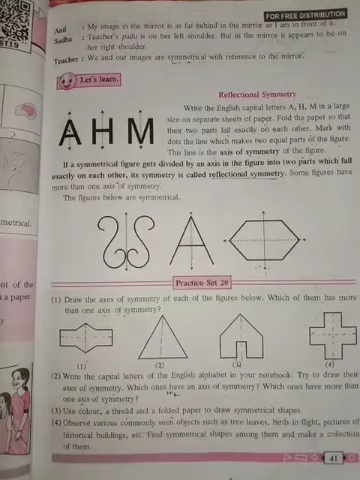 FOR FREE DISTRIBUTION
Anil : My image in the mirror is as far behind in the mirror as I am in front of it.
Sudha : Teacher's padu is on her left shoulder. But in the mirror it appears to be on
her right shoulder.
Teacher : We and our images are symmetrical with reference to the mirror.
Let's learn.
Reflectional Symmetry
A H M
Write the English capital letters A, H, M in a large
size on separate sheets of paper. Fold the paper so that
their two parts fall exactly on each other. Mark with
dots the line which makes two equal parts of the figure.
This line is the axis of symmetry of the figure.
If a symmetrical figure gets divided by an axis in the figure into two parts which fall
exactly on each other, its symmetry is called reflectional symmetry. Some figures have
more than one axis of symmetry.
The figures below are symmetrical.
Practice Set 20
(1) Draw the axes of symmetry of each of the figures below. Which of them has more
than one axis of symmetry?
(1) (2) (3) (4)
(2) Write the capital letters of the English alphabet in your notebook. Try to draw their
axes of symmetry. Which ones have an axis of symmetry? Which ones have more than
one axis of symmetry?
(3) Use colour, a thread and a folded paper to draw symmetrical shapes.
(4) Observe various commonly seen objects such as tree leaves, birds in flight, pictures of
historical buildings, etc. Find symmetrical shapes among them and make a collection
of them.
41
metrical.
nt of the
a paper.
?